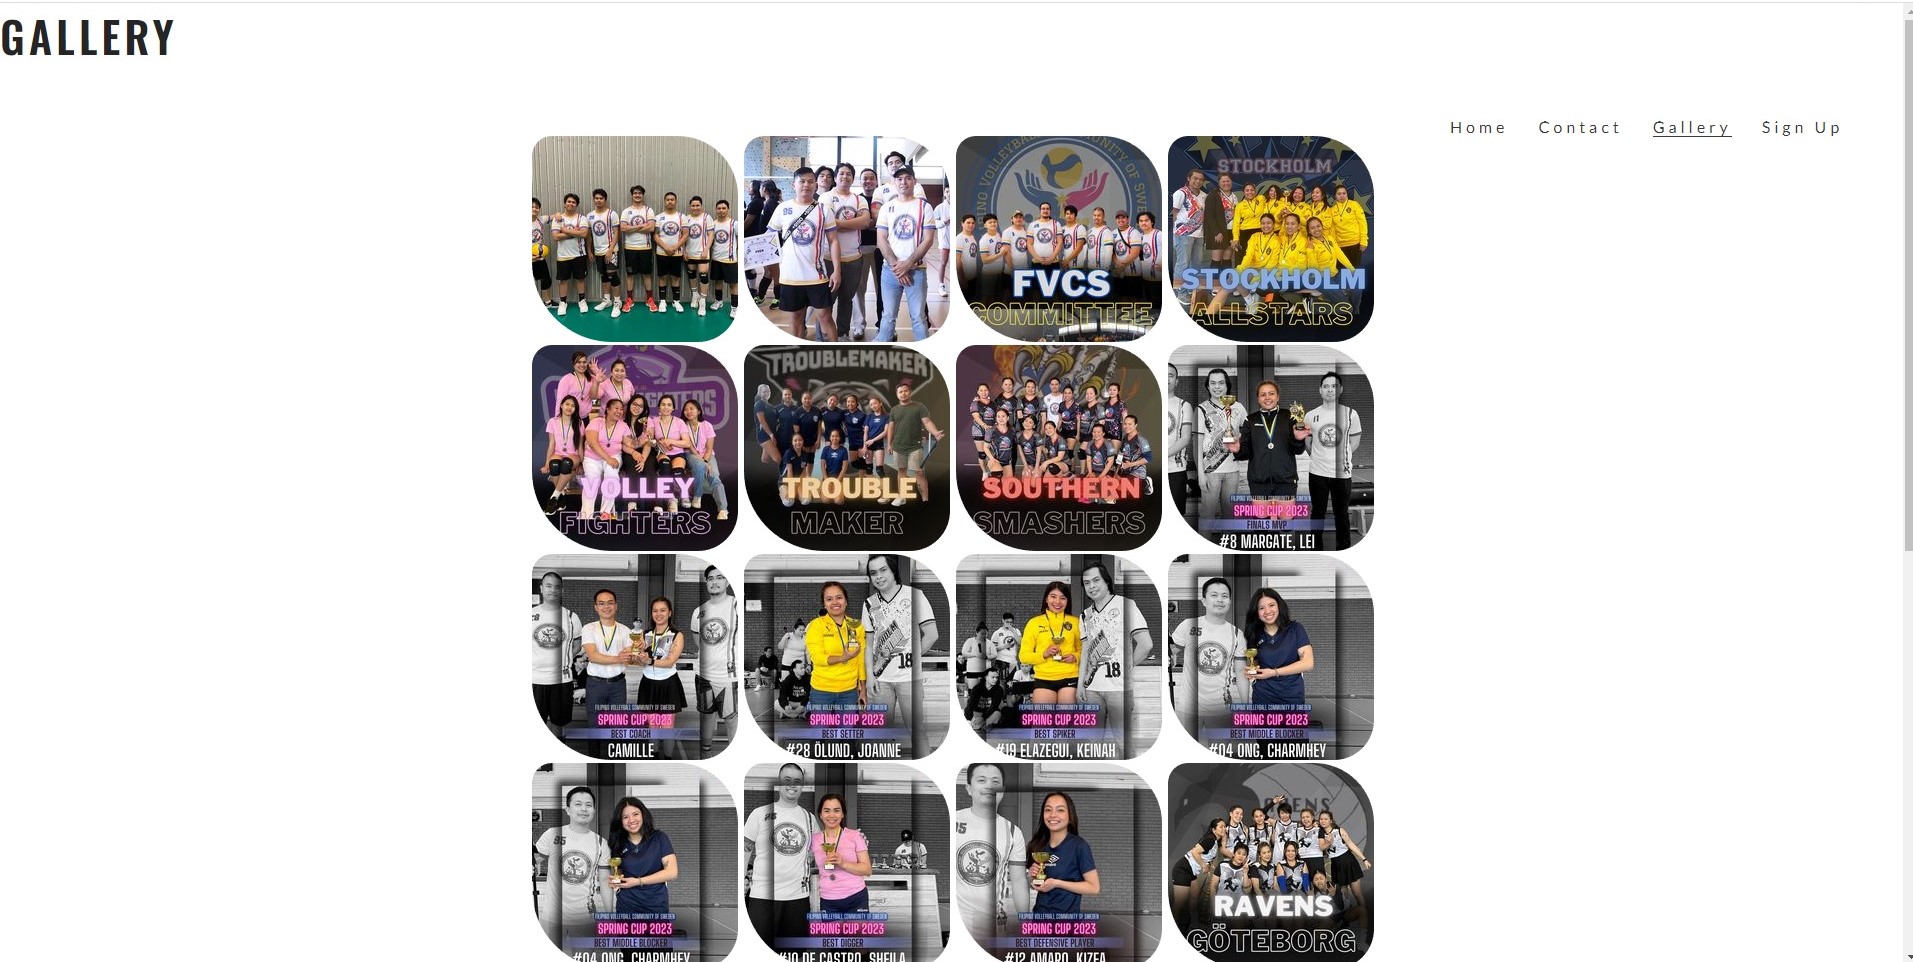 GALLERY
Home Contact Gallery Sign Up
STOCKHOLM
FVCS
COMMITTEE
STOCKHOLM
ALLSTARS
TROUBLEMAKER
VOLLEY
FIGHTERS
TROUBLE
MAKER
SOUTHERN
SMASHERS
FILIPINO VOLLEYBALL COMMUNITY OF SWEDEN
SPRING CUP 2023
FINALS MVP
#8 MARGATE, LEI
FILIPINO VOLLEYBALL COMMUNITY OF SWEDEN
SPRING CUP 2023
BEST COACH
CAMILLE
18
FILIPINO VOLLEYBALL COMMUNITY OF SWEDEN
SPRING CUP 2023
BEST SETTER
#28 ÖLUND, JOANNE
18
FILIPINO VOLLEYBALL COMMUNITY OF SWEDEN
SPRING CUP 2023
BEST SPIKER
#19 ELAZEGUI, KEINAH
95
FILIPINO VOLLEYBALL COMMUNITY OF SWEDEN
SPRING CUP 2023
BEST MIDDLE BLOCKER
#04 ONG, CHARMHEY
95
FILIPINO VOLLEYBALL COMMUNITY OF SWEDEN
SPRING CUP 2023
BEST MIDDLE BLOCKER
#04 ONG, CHARMHEY
FILIPINO VOLLEYBALL COMMUNITY OF SWEDEN
SPRING CUP 2023
BEST DIGGER
#10 DE CASTRO, SHEILA
FILIPINO VOLLEYBALL COMMUNITY OF SWEDEN
SPRING CUP 2023
BEST DEFENSIVE PLAYER
#12 AMARO, KIZEA
RAVENS
GÖTEBORG